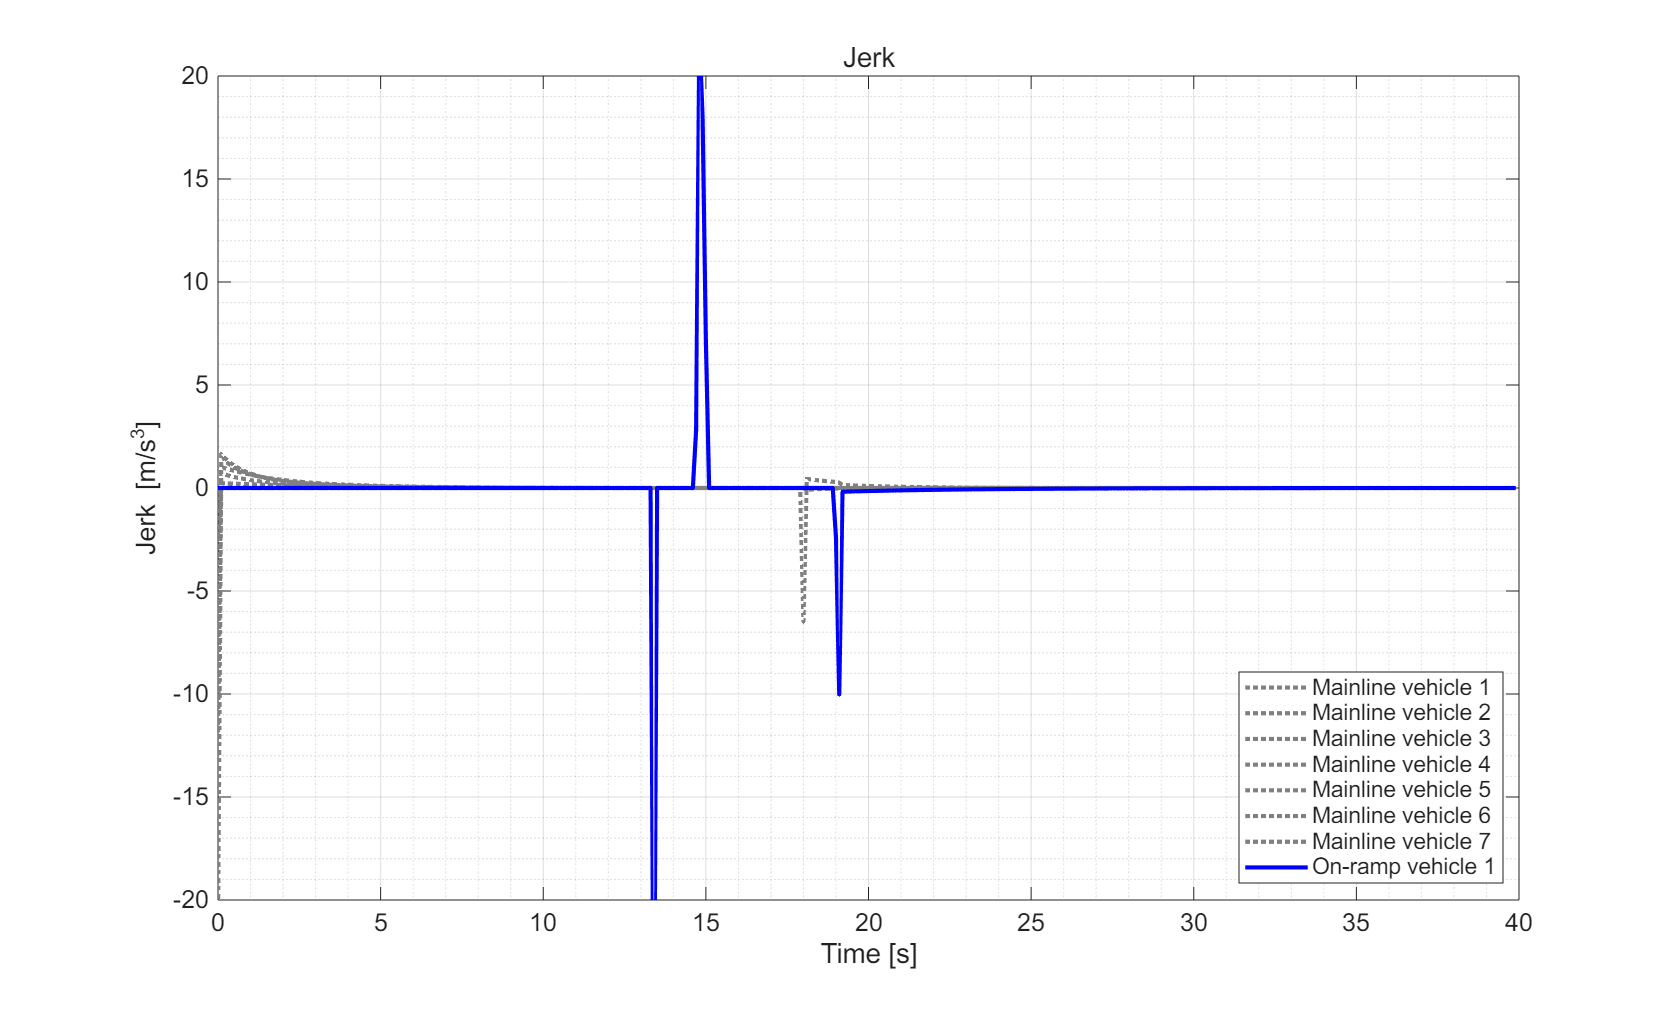 Jerk
20
15
10
5
0
-5
-10
-15
-20
Jerk [m/s³]
0 5 10 15 20 25 30 35 40
Time [s]
Mainline vehicle 1
Mainline vehicle 2
Mainline vehicle 3
Mainline vehicle 4
Mainline vehicle 5
Mainline vehicle 6
Mainline vehicle 7
On-ramp vehicle 1